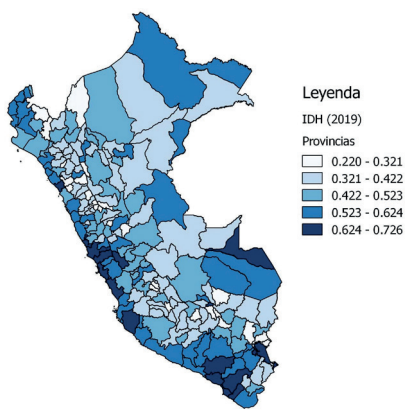 Leyenda
IDH (2019)
Provincias
0.220 - 0.321
0.321 - 0.422
0.422 - 0.523
0.523 - 0.624
0.624 - 0.726